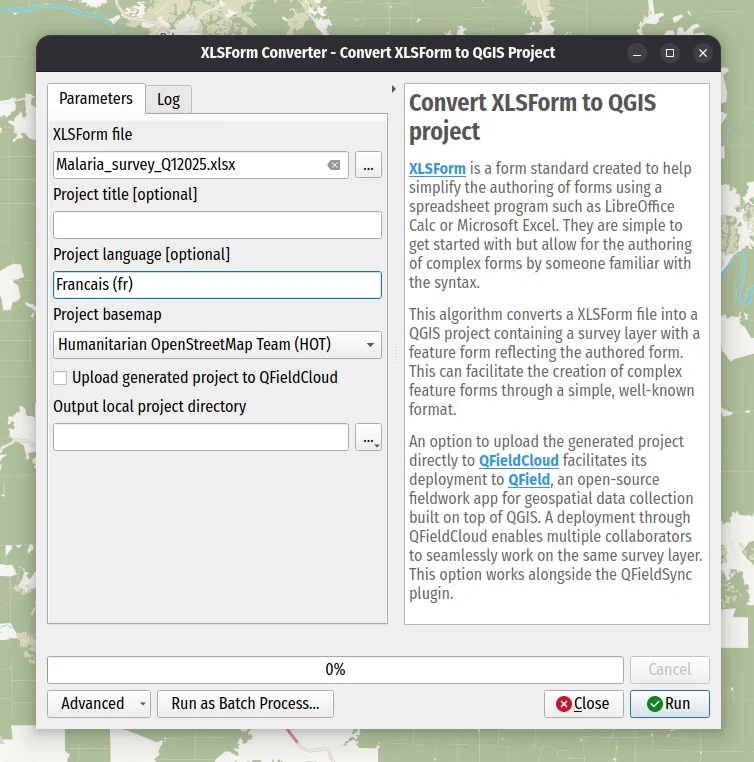 XLSForm Converter - Convert XLSForm to QGIS Project
Parameters
Log
XLSForm file
Malaria_survey_Q12025.xlsx
...
Project title [optional]
Project language [optional]
Francais (fr)
Project basemap
Humanitarian OpenStreetMap Team (HOT)
Upload generated project to QFieldCloud
Output local project directory
...
Convert XLSForm to QGIS
project
XLSForm is a form standard created to help
simplify the authoring of forms using a
spreadsheet program such as LibreOffice
Calc or Microsoft Excel. They are simple to
get started with but allow for the authoring
of complex forms by someone familiar with
the syntax.
This algorithm converts a XLSForm file into a
QGIS project containing a survey layer with a
feature form reflecting the authored form.
This can facilitate the creation of complex
feature forms through a simple, well-known
format.
An option to upload the generated project
directly to QFieldCloud facilitates its
deployment to QField, an open-source
fieldwork app for geospatial data collection
built on top of QGIS. A deployment through
QFieldCloud enables multiple collaborators
to seamlessly work on the same survey layer.
This option works alongside the QFieldSync
plugin.
0%
Cancel
Advanced
Run as Batch Process...
Close
Run